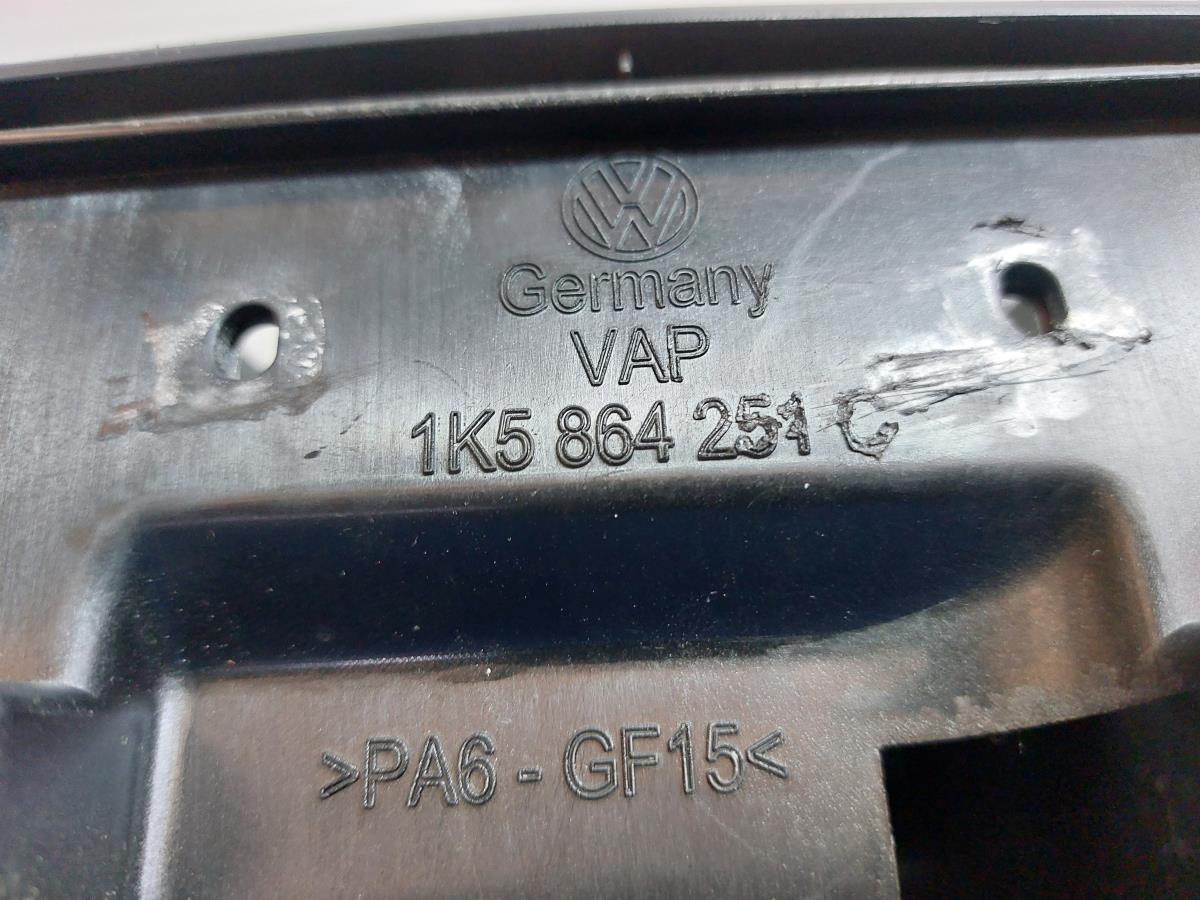 Germany
VAP
1K5 864 251 C
>PA6 - GF15<